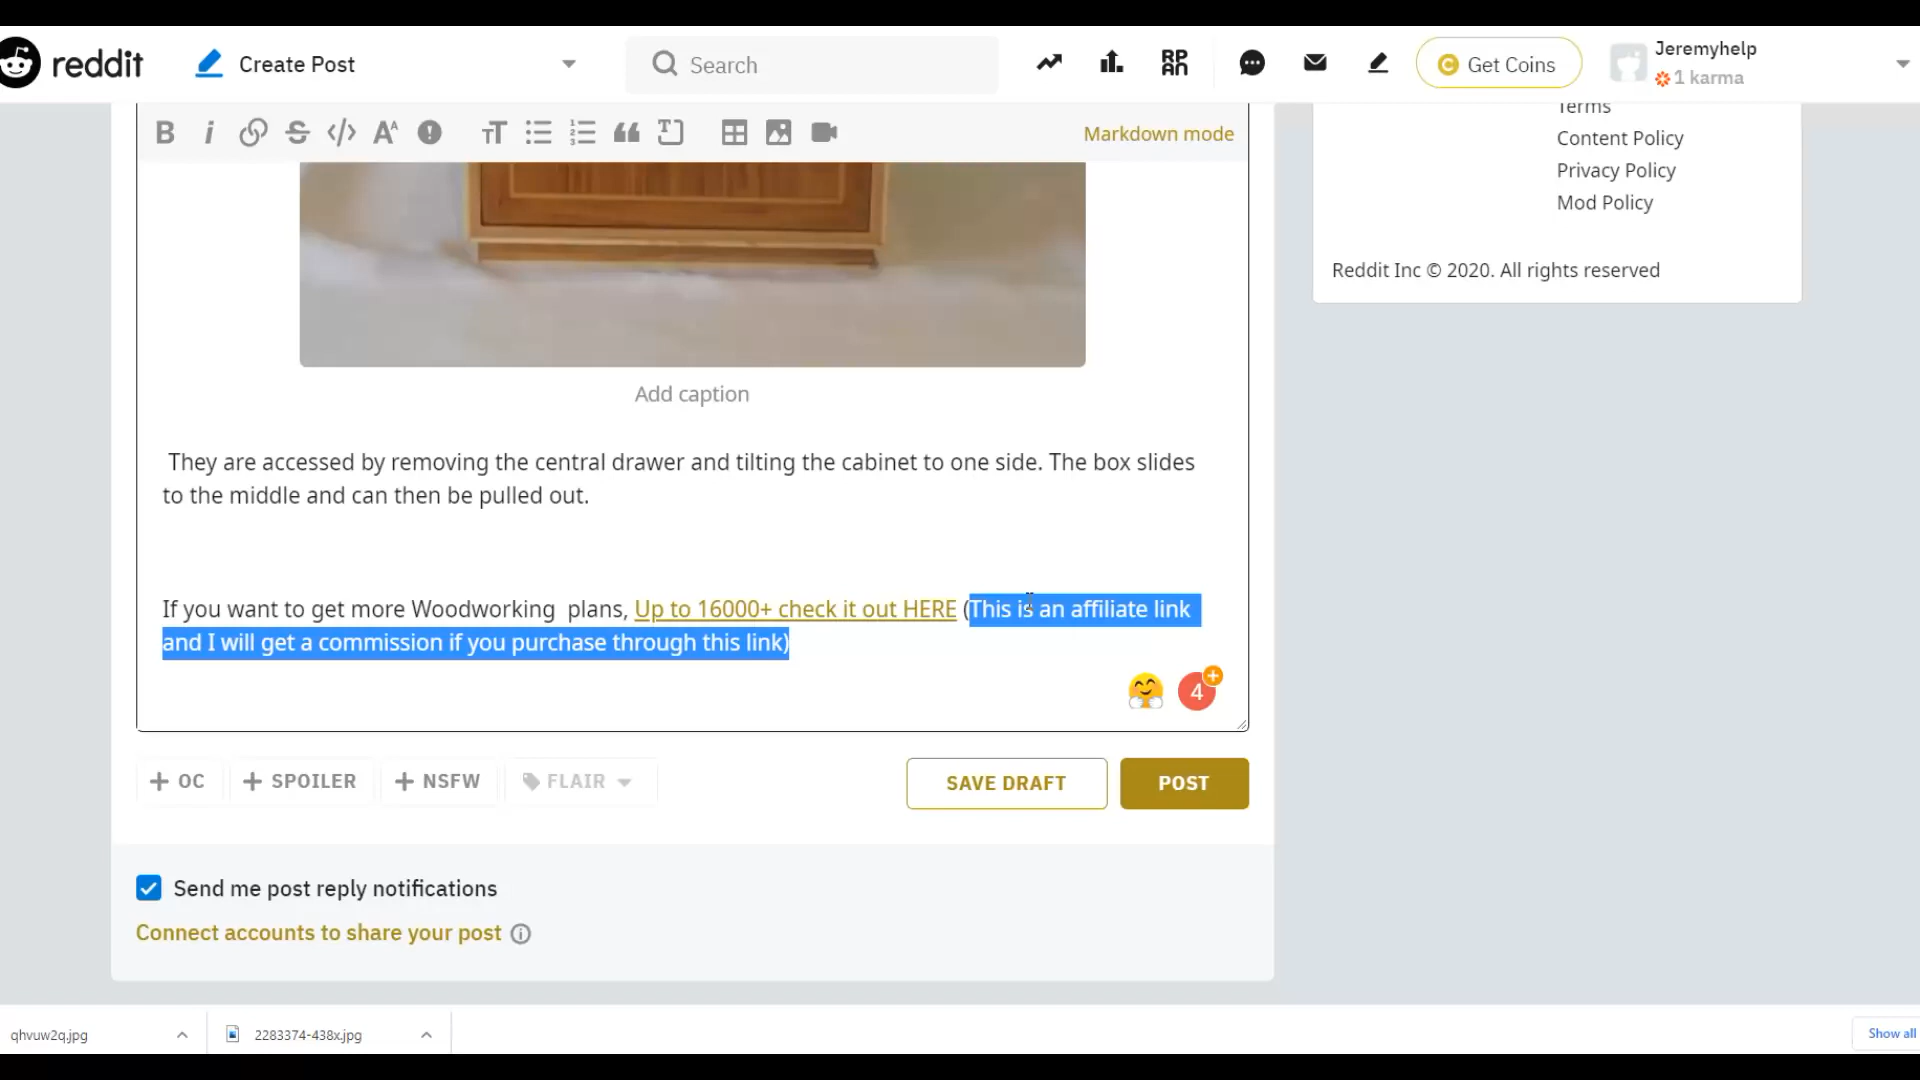 reddit
Create Post
Search
RPAN
Get Coins
Jeremyhelp
1 karma
B i A A TT T
Markdown mode
Terms
Content Policy
Privacy Policy
Mod Policy
Reddit Inc © 2020. All rights reserved
Add caption
They are accessed by removing the central drawer and tilting the cabinet to one side. The box slides
to the middle and can then be pulled out.
If you want to get more Woodworking  plans, Up to 16000+ check it out HERE (This is an affiliate link
and I will get a commission if you purchase through this link)
4
+ OC + SPOILER + NSFW FLAIR
SAVE DRAFT
POST
Send me post reply notifications
Connect accounts to share your post
qhvuw2q.jpg
2283374-438x.jpg
Show all